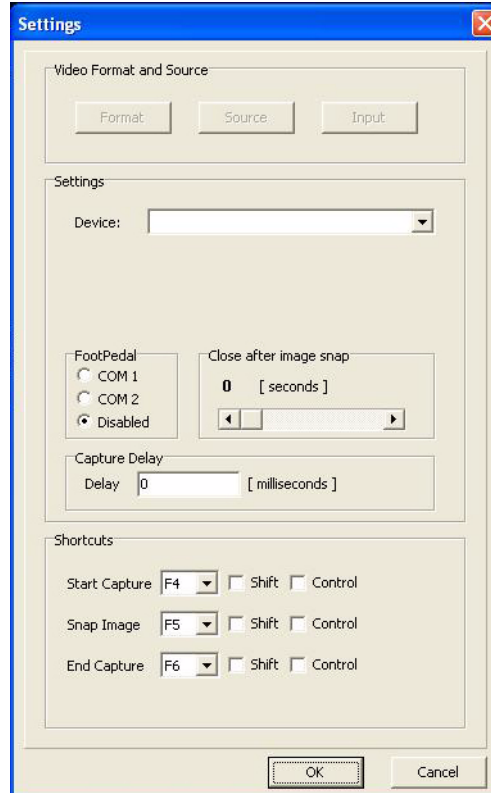 Settings
Video Format and Source
Format Source Input
Settings
Device:
FootPedal
COM 1
COM 2
Disabled
Close after image snap
0 [ seconds ]
Capture Delay
Delay 0 [ milliseconds ]
Shortcuts
Start Capture F4 Shift Control
Snap Image F5 Shift Control
End Capture F6 Shift Control
OK Cancel